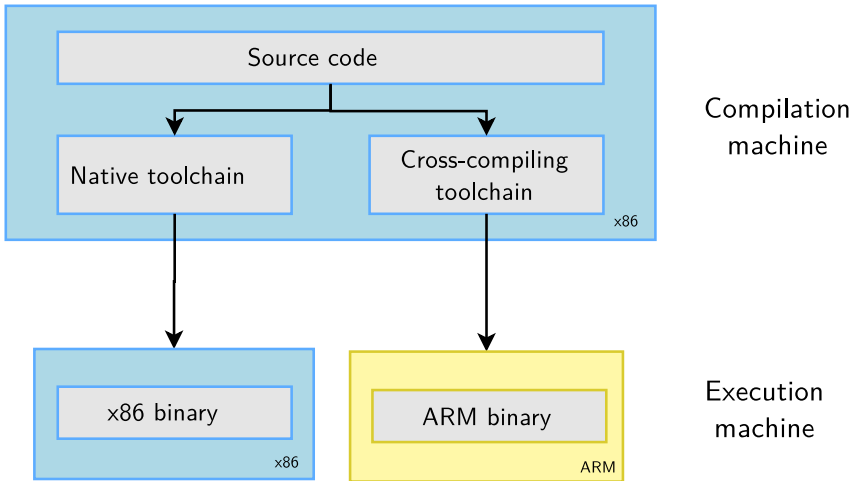 Source code
Compilation
machine
Native toolchain
Cross-compiling
toolchain
x86
x86 binary
x86
ARM binary
ARM
Execution
machine